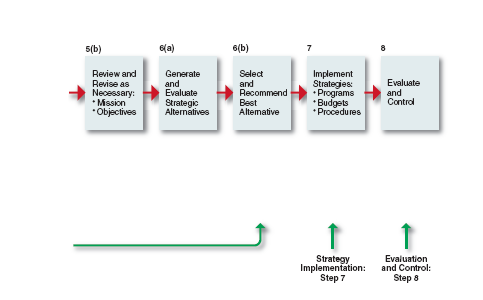 5(b)
6(a)
6(b)
7
8
Review and
Revise as
Necessary:
• Mission
• Objectives
Generate
and
Evaluate
Strategic
Alternatives
Select
and
Recommend
Best
Alternative
Implement
Strategies:
• Programs
• Budgets
• Procedures
Evaluate
and
Control
Strategy
Implementation:
Step 7
Evaluation
and Control:
Step 8